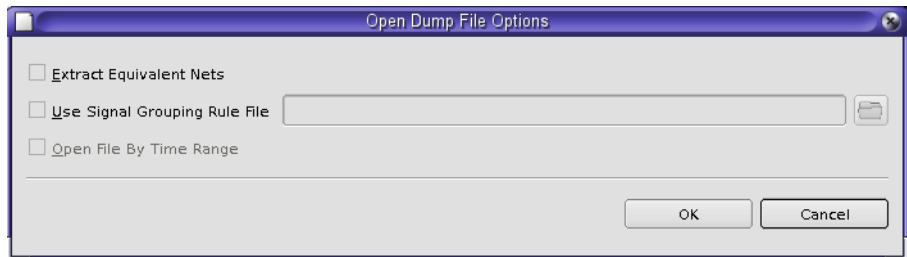 Open Dump File Options
Extract Equivalent Nets
Use Signal Grouping Rule File
Open File By Time Range
OK Cancel